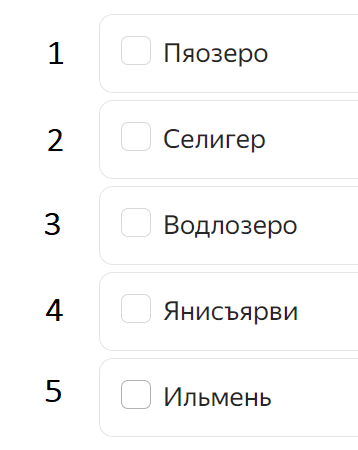 1 Пяозеро
2 Селигер
3 Водлозеро
4 Янисъярви
5 Ильмень